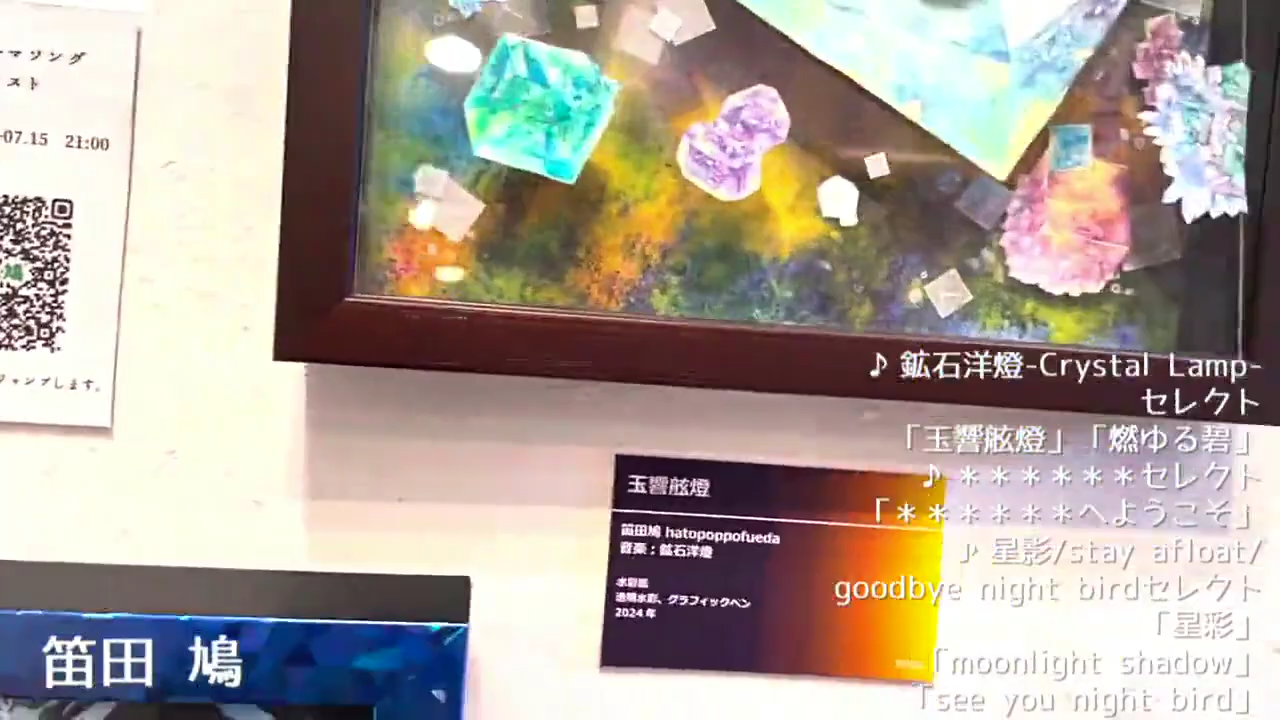 マソング
スト
-07.15 21:00
ジャンプします。
♪ 鉱石洋燈-Crystal Lamp-
セレクト
「玉響舷燈」「燃ゆる碧」
♪ ＊＊＊＊＊＊セレクト
「＊＊＊＊＊＊へようこそ」
♪ 星影/stay afloat/
goodbye night birdセレクト
「星彩」
「moonlight shadow」
「see you night bird」
玉響舷燈
笛田鳩 hatopoppofueda
音楽：鉱石洋燈
水彩紙
透明水彩、グラフィックペン
2024年
笛田 鳩